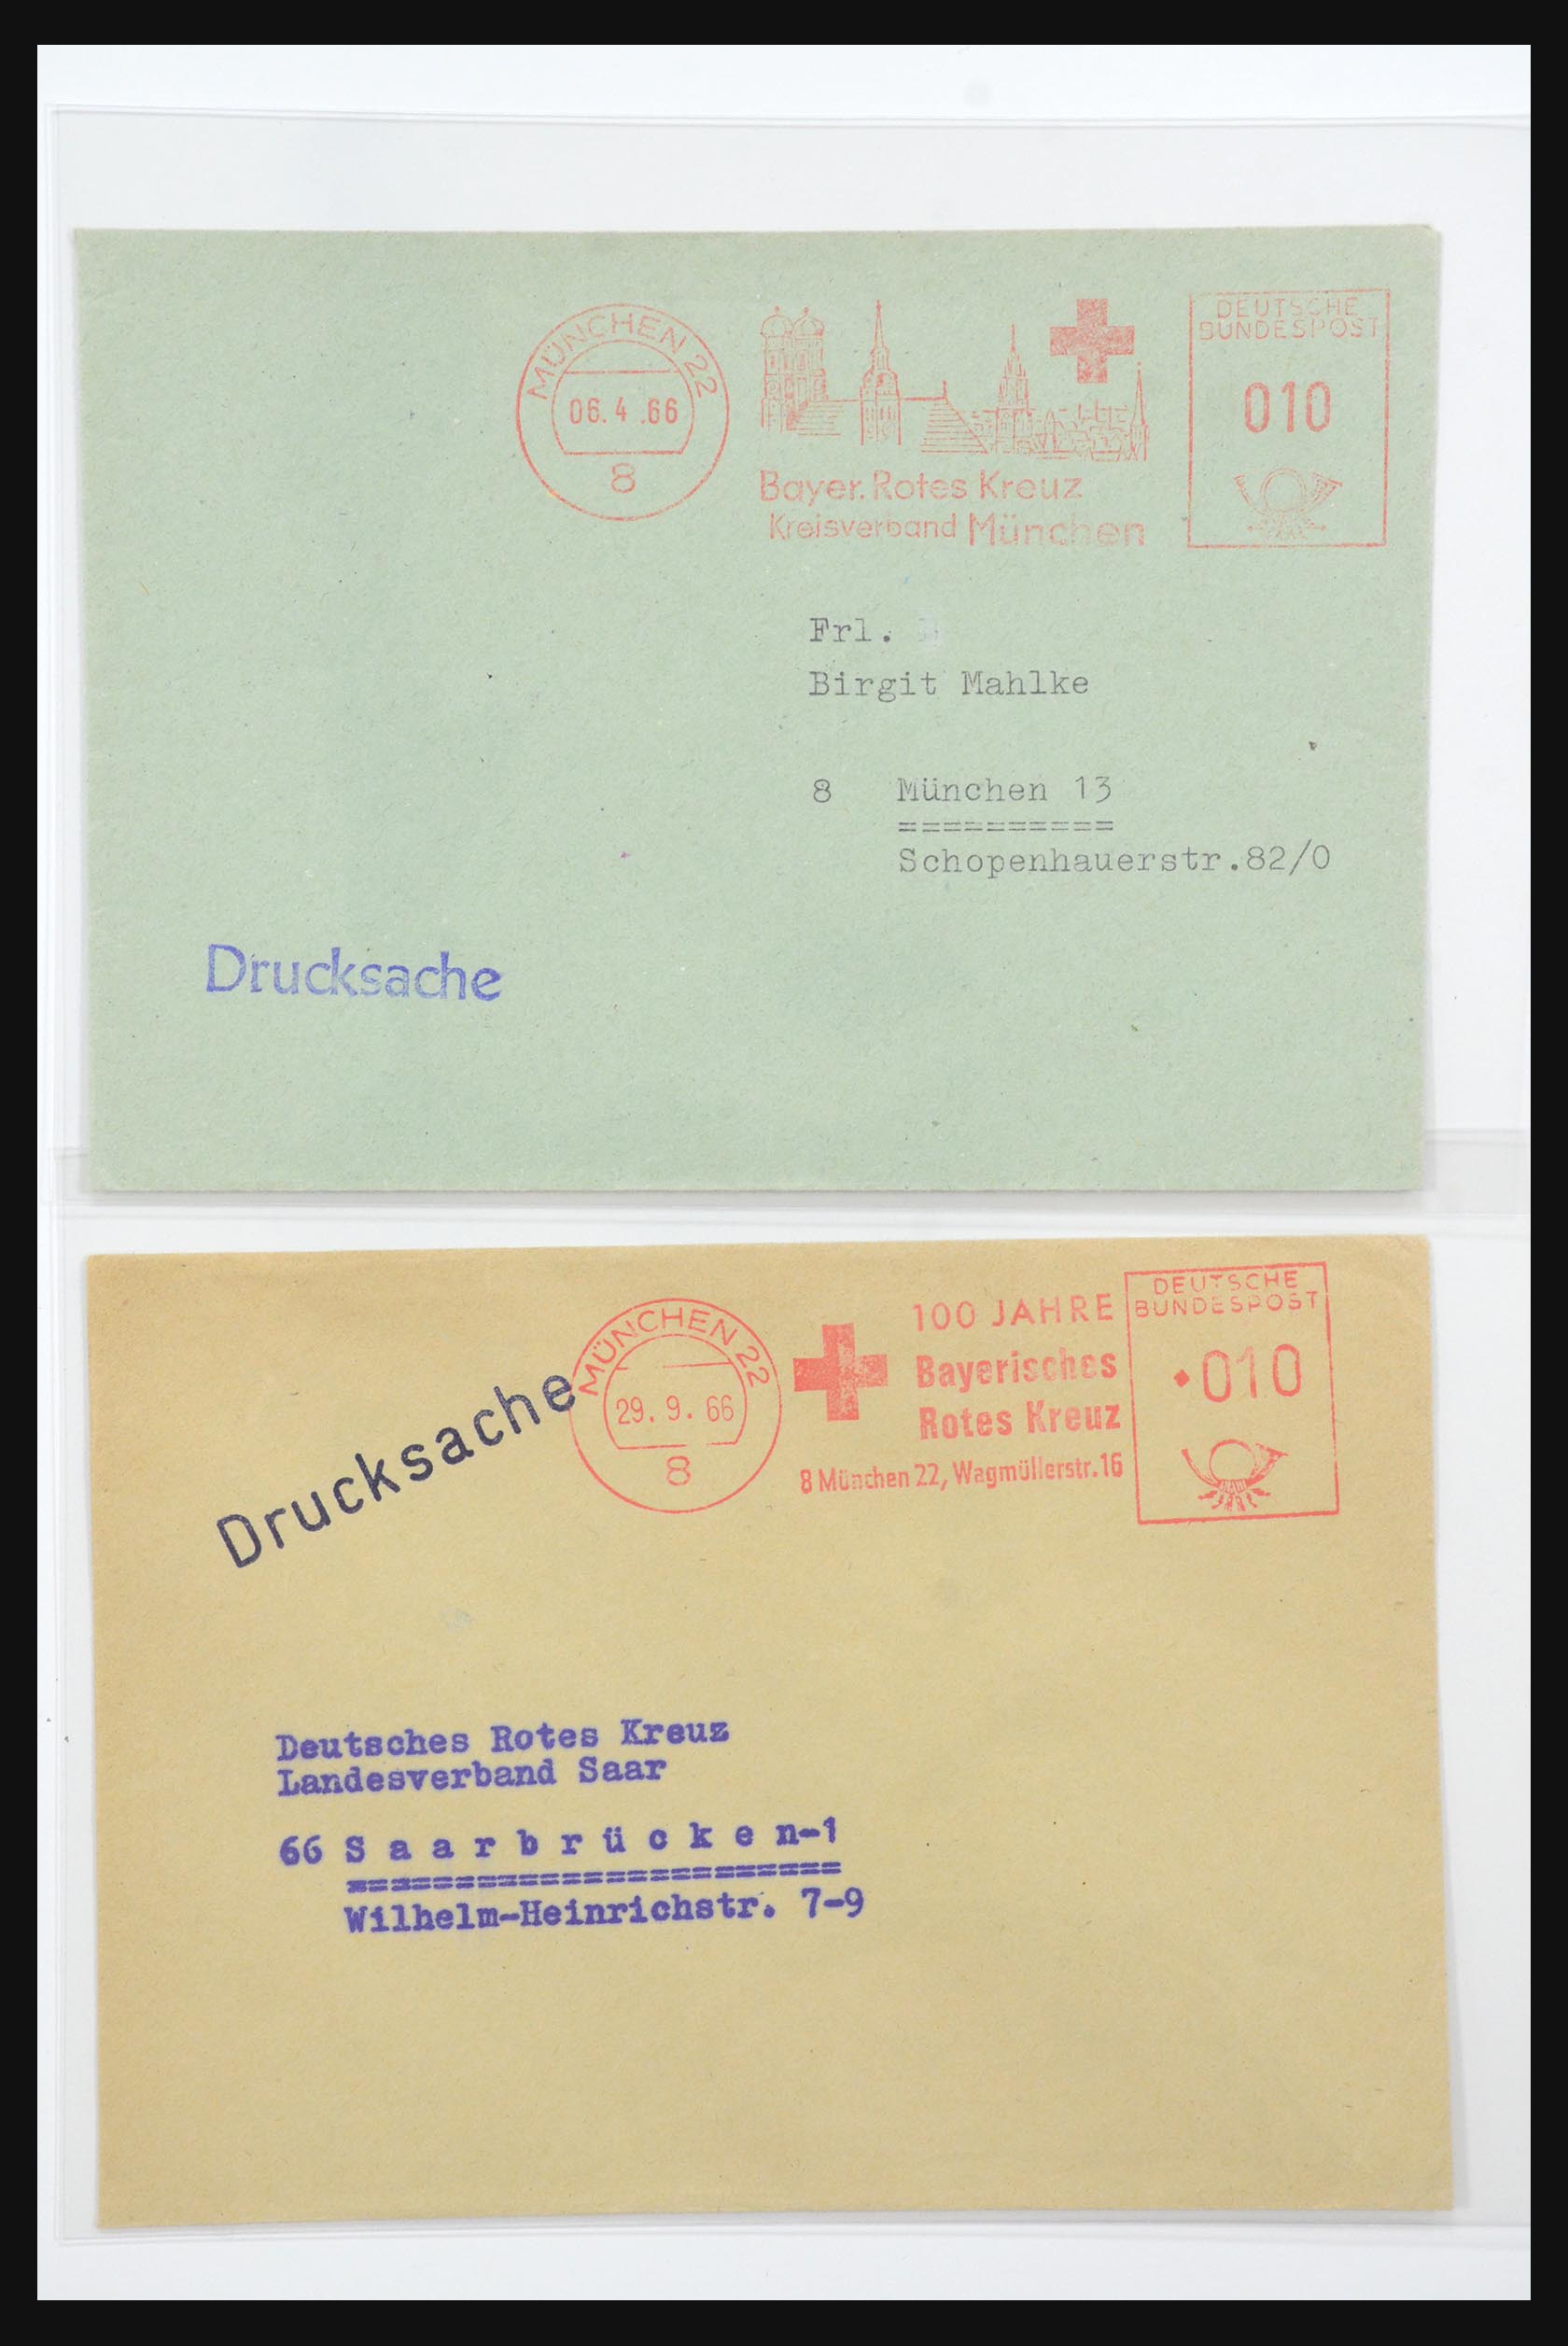 MÜNCHEN 22
06.4.66
8
Bayer. Rotes Kreuz
Kreisverband München
DEUTSCHE
BUNDESPOST
010
Frl.
Birgit Mahlke
8 München 13
==========
Schopenhauerstr.82/0
Drucksache
Drucksache
MÜNCHEN 22
29.9.66
8
100 JAHRE
Bayerisches
Rotes Kreuz
8 München 22, Wagmüllerstr.16
DEUTSCHE
BUNDESPOST
010
Deutsches Rotes Kreuz
Landesverband Saar
66 S a a r b r ü c k e n-1
=======================
Wilhelm-Heinrichstr. 7-9